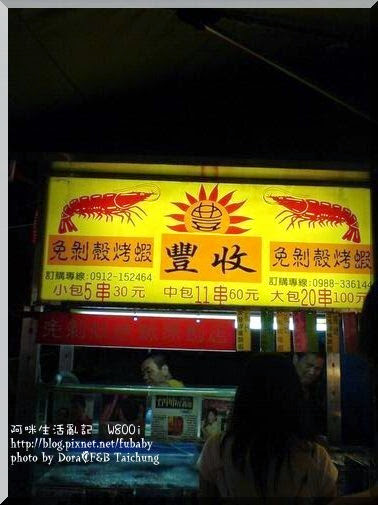 免剝殼烤蝦
豐收
免剝殼烤蝦
訂購專線:0912-152464
訂購專線:0988-336144
小包5串30元 中包11串60元 大包20串100元
阿咪生活亂記 W800i
http://blog.pixnet.net/fubaby
photo by Dora@F&B Taichung